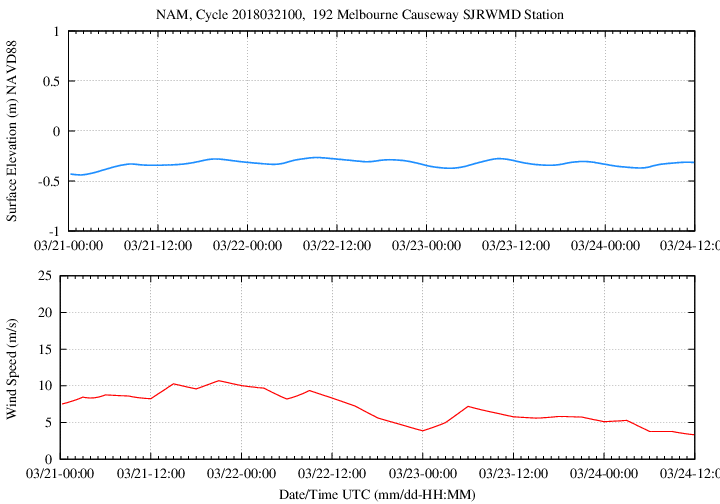 NAM, Cycle 2018032100,  192 Melbourne Causeway SJRWMD Station
Surface Elevation (m) NAVD88
1
0.5
0
-0.5
-1
03/21-00:00 03/21-12:00 03/22-00:00 03/22-12:00 03/23-00:00 03/23-12:00 03/24-00:00 03/24-12:0
Wind Speed (m/s)
25
20
15
10
5
0
03/21-00:00 03/21-12:00 03/22-00:00 03/22-12:00 03/23-00:00 03/23-12:00 03/24-00:00 03/24-12:0
Date/Time UTC (mm/dd-HH:MM)